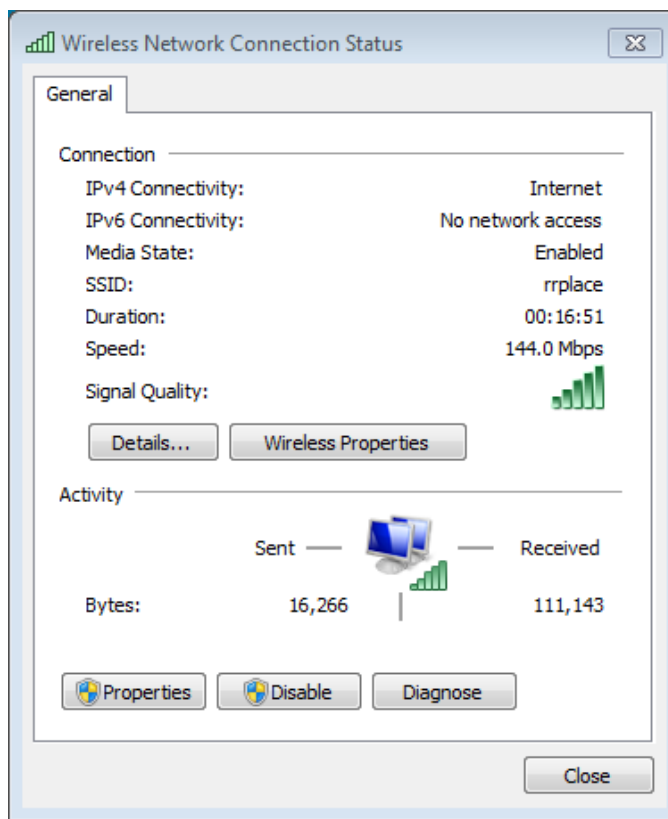 Wireless Network Connection Status
General
Connection
IPv4 Connectivity: Internet
IPv6 Connectivity: No network access
Media State: Enabled
SSID: rrplace
Duration: 00:16:51
Speed: 144.0 Mbps
Signal Quality:
Details... Wireless Properties
Activity
Sent Received
Bytes: 16,266 111,143
Properties Disable Diagnose
Close